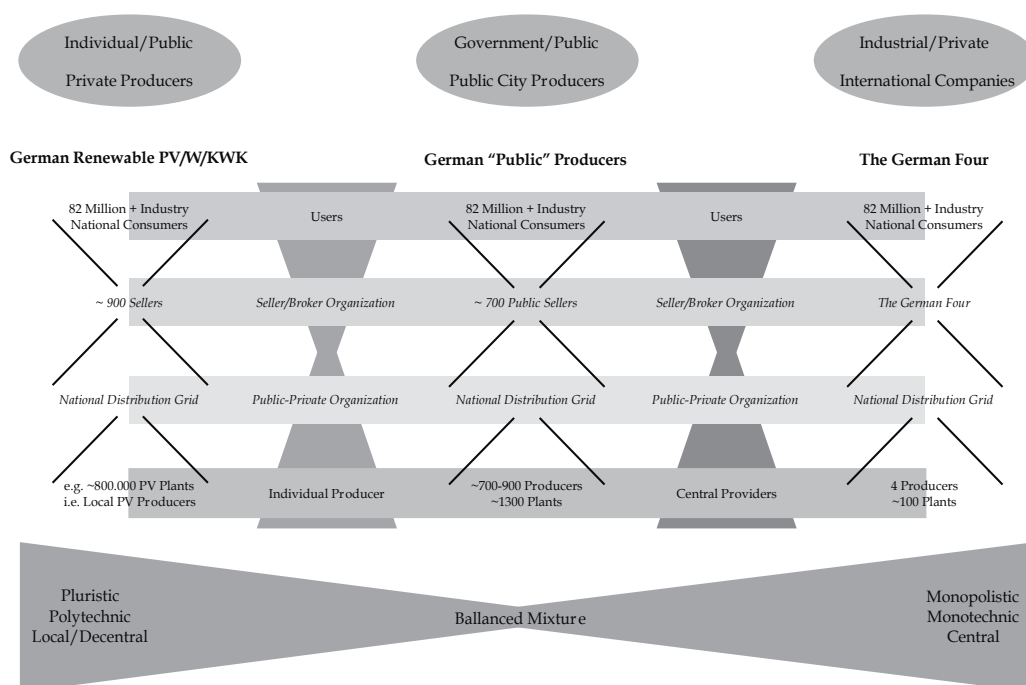 Individual/Public
Private Producers
Government/Public
Public City Producers
Industrial/Private
International Companies
German Renewable PV/W/KWK
German “Public” Producers
The German Four
82 Million + Industry
National Consumers
Users
82 Million + Industry
National Consumers
Users
82 Million + Industry
National Consumers
~ 900 Sellers
Seller/Broker Organization
~ 700 Public Sellers
Seller/Broker Organization
The German Four
National Distribution Grid
Public-Private Organization
National Distribution Grid
Public-Private Organization
National Distribution Grid
e.g. ~800.000 PV Plants
i.e. Local PV Producers
Individual Producer
~700-900 Producers
~1300 Plants
Central Providers
4 Producers
~100 Plants
Pluristic
Polytechnic
Local/Decentral
Ballanced Mixture
Monopolistic
Monotechnic
Central